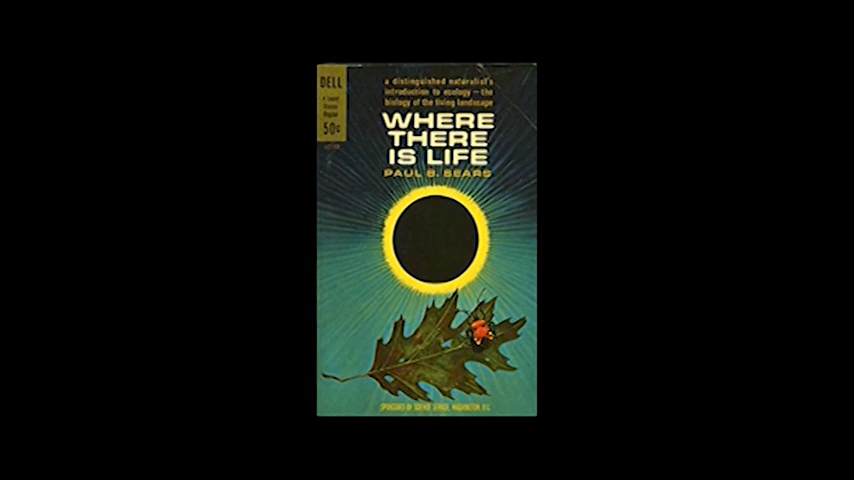 DELL
50¢
a distinguished naturalist's
introduction to ecology—the
biology of the living landscape
WHERE
THERE
IS LIFE
PAUL B. SEARS
SPONSORED BY SCIENCE SERVICE, WASHINGTON, D.C.